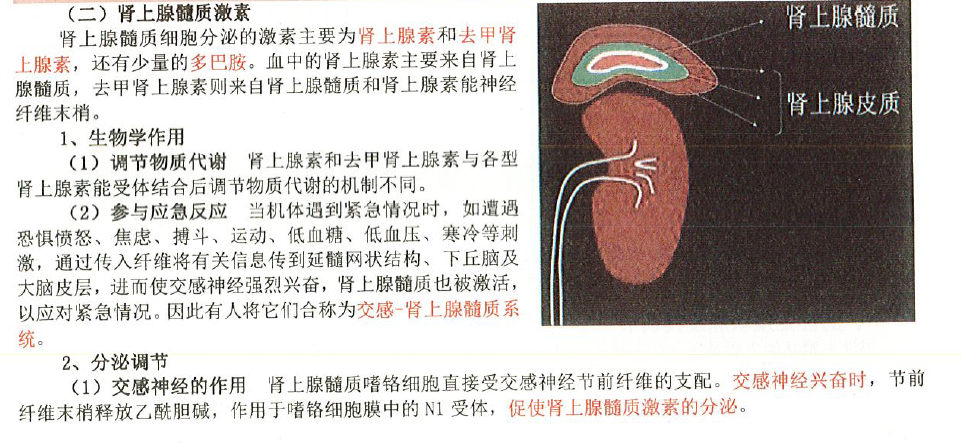 （二）肾上腺髓质激素
肾上腺髓质细胞分泌的激素主要为肾上腺素和去甲肾
上腺素，还有少量的多巴胺。血中的肾上腺素主要来自肾上
腺髓质，去甲肾上腺素则来自肾上腺髓质和肾上腺素能神经
纤维末梢。
1、生物学作用
（1）调节物质代谢 肾上腺素和去甲肾上腺素与各型
肾上腺素能受体结合后调节物质代谢的机制不同。
（2）参与应急反应 当机体遇到紧急情况时，如遭遇
恐惧愤怒、焦虑、搏斗、运动、低血糖、低血压、寒冷等刺
激，通过传入纤维将有关信息传到延髓网状结构、下丘脑及
大脑皮层，进而使交感神经强烈兴奋，肾上腺髓质也被激活，
以应对紧急情况。因此有人将它们合称为交感-肾上腺髓质系
统。
2、分泌调节
（1）交感神经的作用 肾上腺髓质嗜铬细胞直接受交感神经节前纤维的支配。交感神经兴奋时，节前
纤维末梢释放乙酰胆碱，作用于嗜铬细胞膜中的 N1 受体，促使肾上腺髓质激素的分泌。
肾上腺髓质
肾上腺皮质